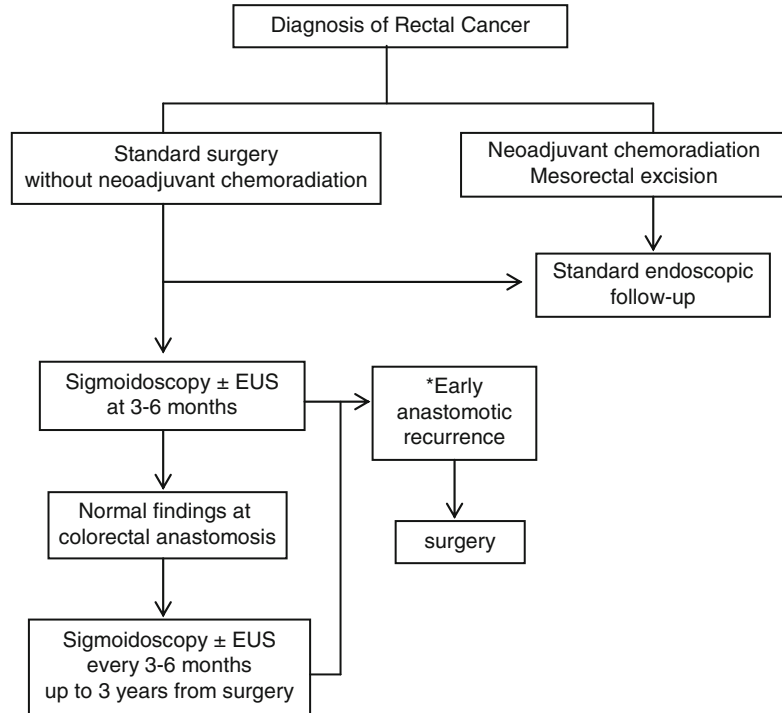 Diagnosis of Rectal Cancer
Standard surgery
without neoadjuvant chemoradiation
Neoadjuvant chemoradiation
Mesorectal excision
Standard endoscopic
follow-up
Sigmoidoscopy ± EUS
at 3-6 months
*Early
anastomotic
recurrence
Normal findings at
colorectal anastomosis
surgery
Sigmoidoscopy ± EUS
every 3-6 months
up to 3 years from surgery